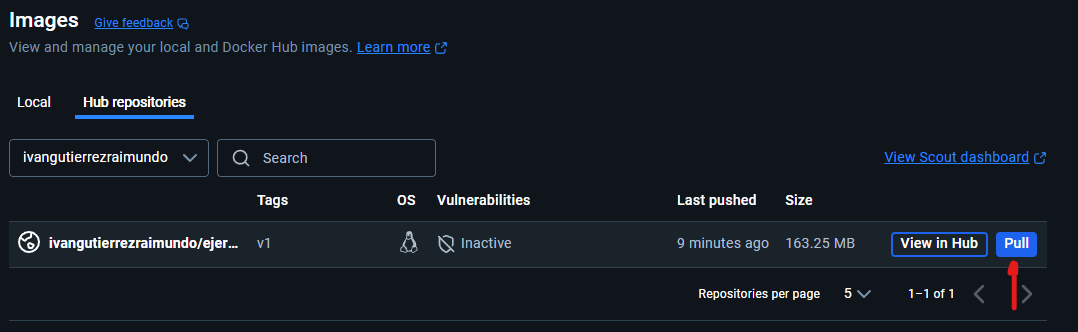 Images Give feedback
View and manage your local and Docker Hub images. Learn more
Local Hub repositories
ivangutierrezraimundo Search View Scout dashboard
Tags OS Vulnerabilities Last pushed Size
ivangutierrezraimundo/ejer... v1 Inactive 9 minutes ago 163.25 MB View in Hub Pull
Repositories per page 5 1–1 of 1